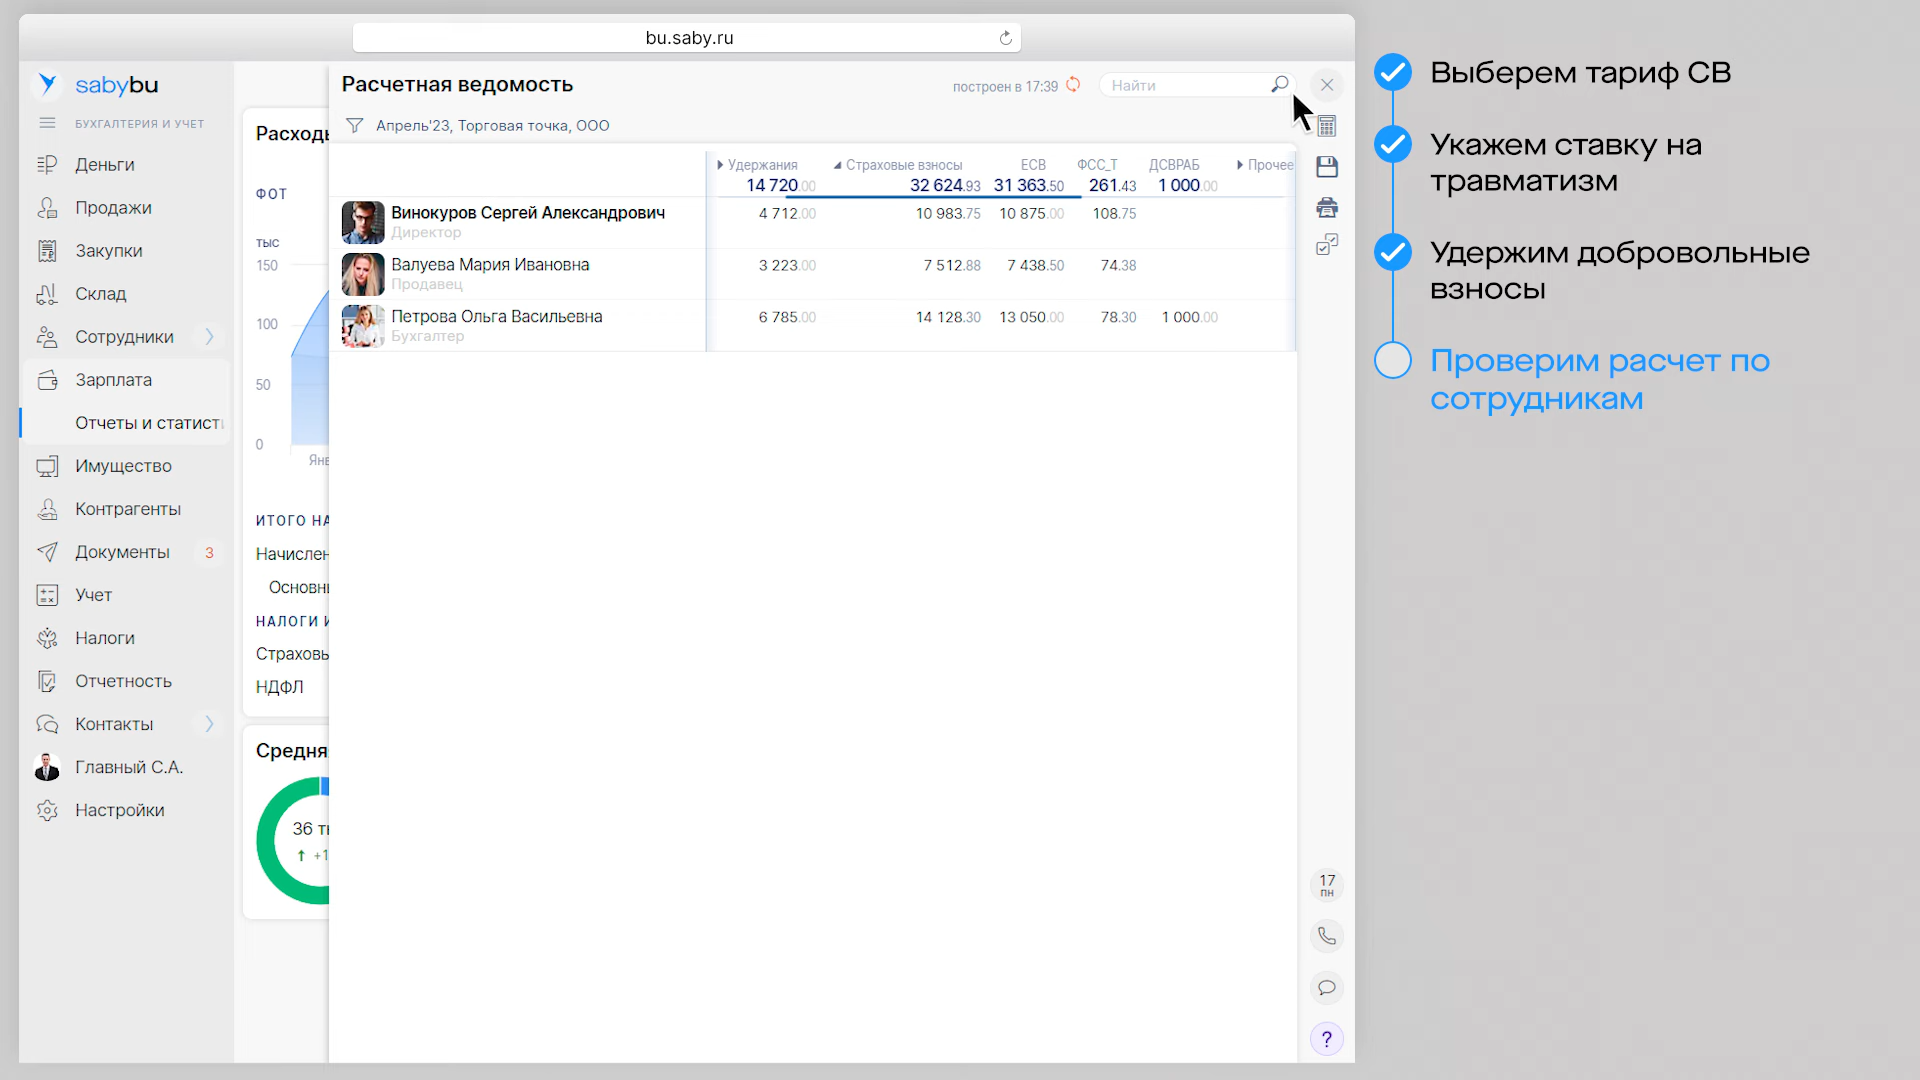 bu.saby.ru
sabybu
БУХГАЛТЕРИЯ И УЧЕТ
Деньги
Продажи
Закупки
Склад
Сотрудники
Зарплата
Отчеты и статист
Имущество
Контрагенты
Документы 3
Учет
Налоги
Отчетность
Контакты
Главный С.А.
Настройки
Расходы
ФОТ
тыс
150
100
50
0
Янв
ИТОГО НА
Начислен
Основн
НАЛОГИ И
Страховы
НДФЛ
Средня
36 т
+1
Расчетная ведомость
построен в 17:39
Найти
Апрель'23, Торговая точка, ООО
Удержания Страховые взносы ЕСВ ФСС_Т ДСВРАБ Прочее
14 720.00 32 624.93 31 363.50 261.43 1 000.00
Винокуров Сергей Александрович 4 712.00 10 983.75 10 875.00 108.75
Директор
Валуева Мария Ивановна 3 223.00 7 512.88 7 438.50 74.38
Продавец
Петрова Ольга Васильевна 6 785.00 14 128.30 13 050.00 78.30 1 000.00
Бухгалтер
17
пн
?
Выберем тариф СВ
Укажем ставку на
травматизм
Удержим добровольные
взносы
Проверим расчет по
сотрудникам